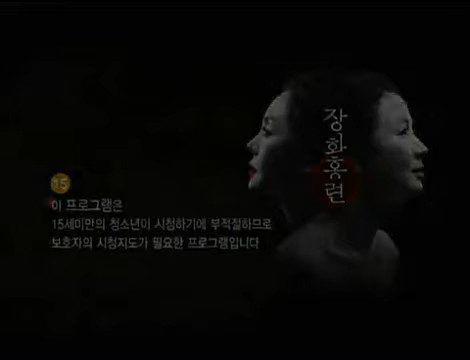 장화홍련
15
이 프로그램은
15세미만의 청소년이 시청하기에 부적절하므로
보호자의 시청지도가 필요한 프로그램입니다